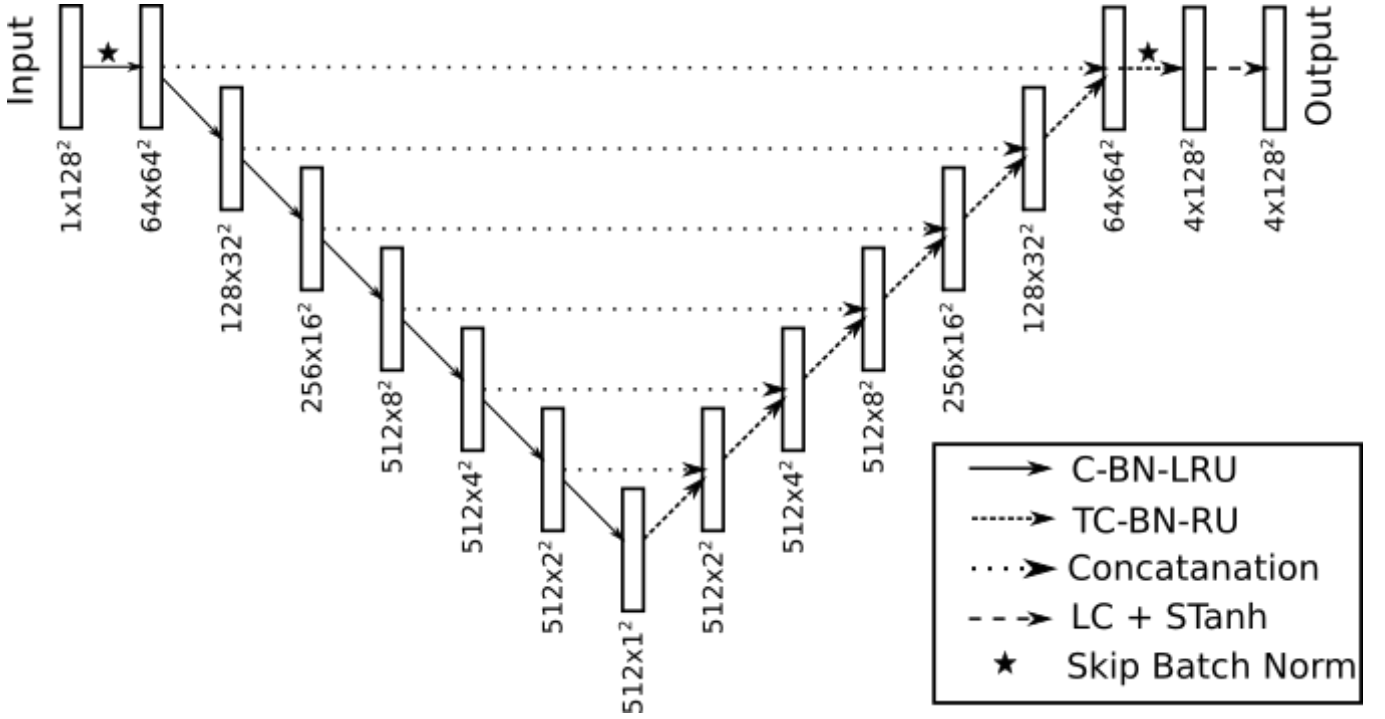 Input
1x128²
64x64²
128x32²
256x16²
512x8²
512x4²
512x2²
512x1²
512x2²
512x4²
512x8²
256x16²
128x32²
64x64²
4x128²
4x128²
Output
C-BN-LRU
TC-BN-RU
Concatanation
LC + STanh
★ Skip Batch Norm